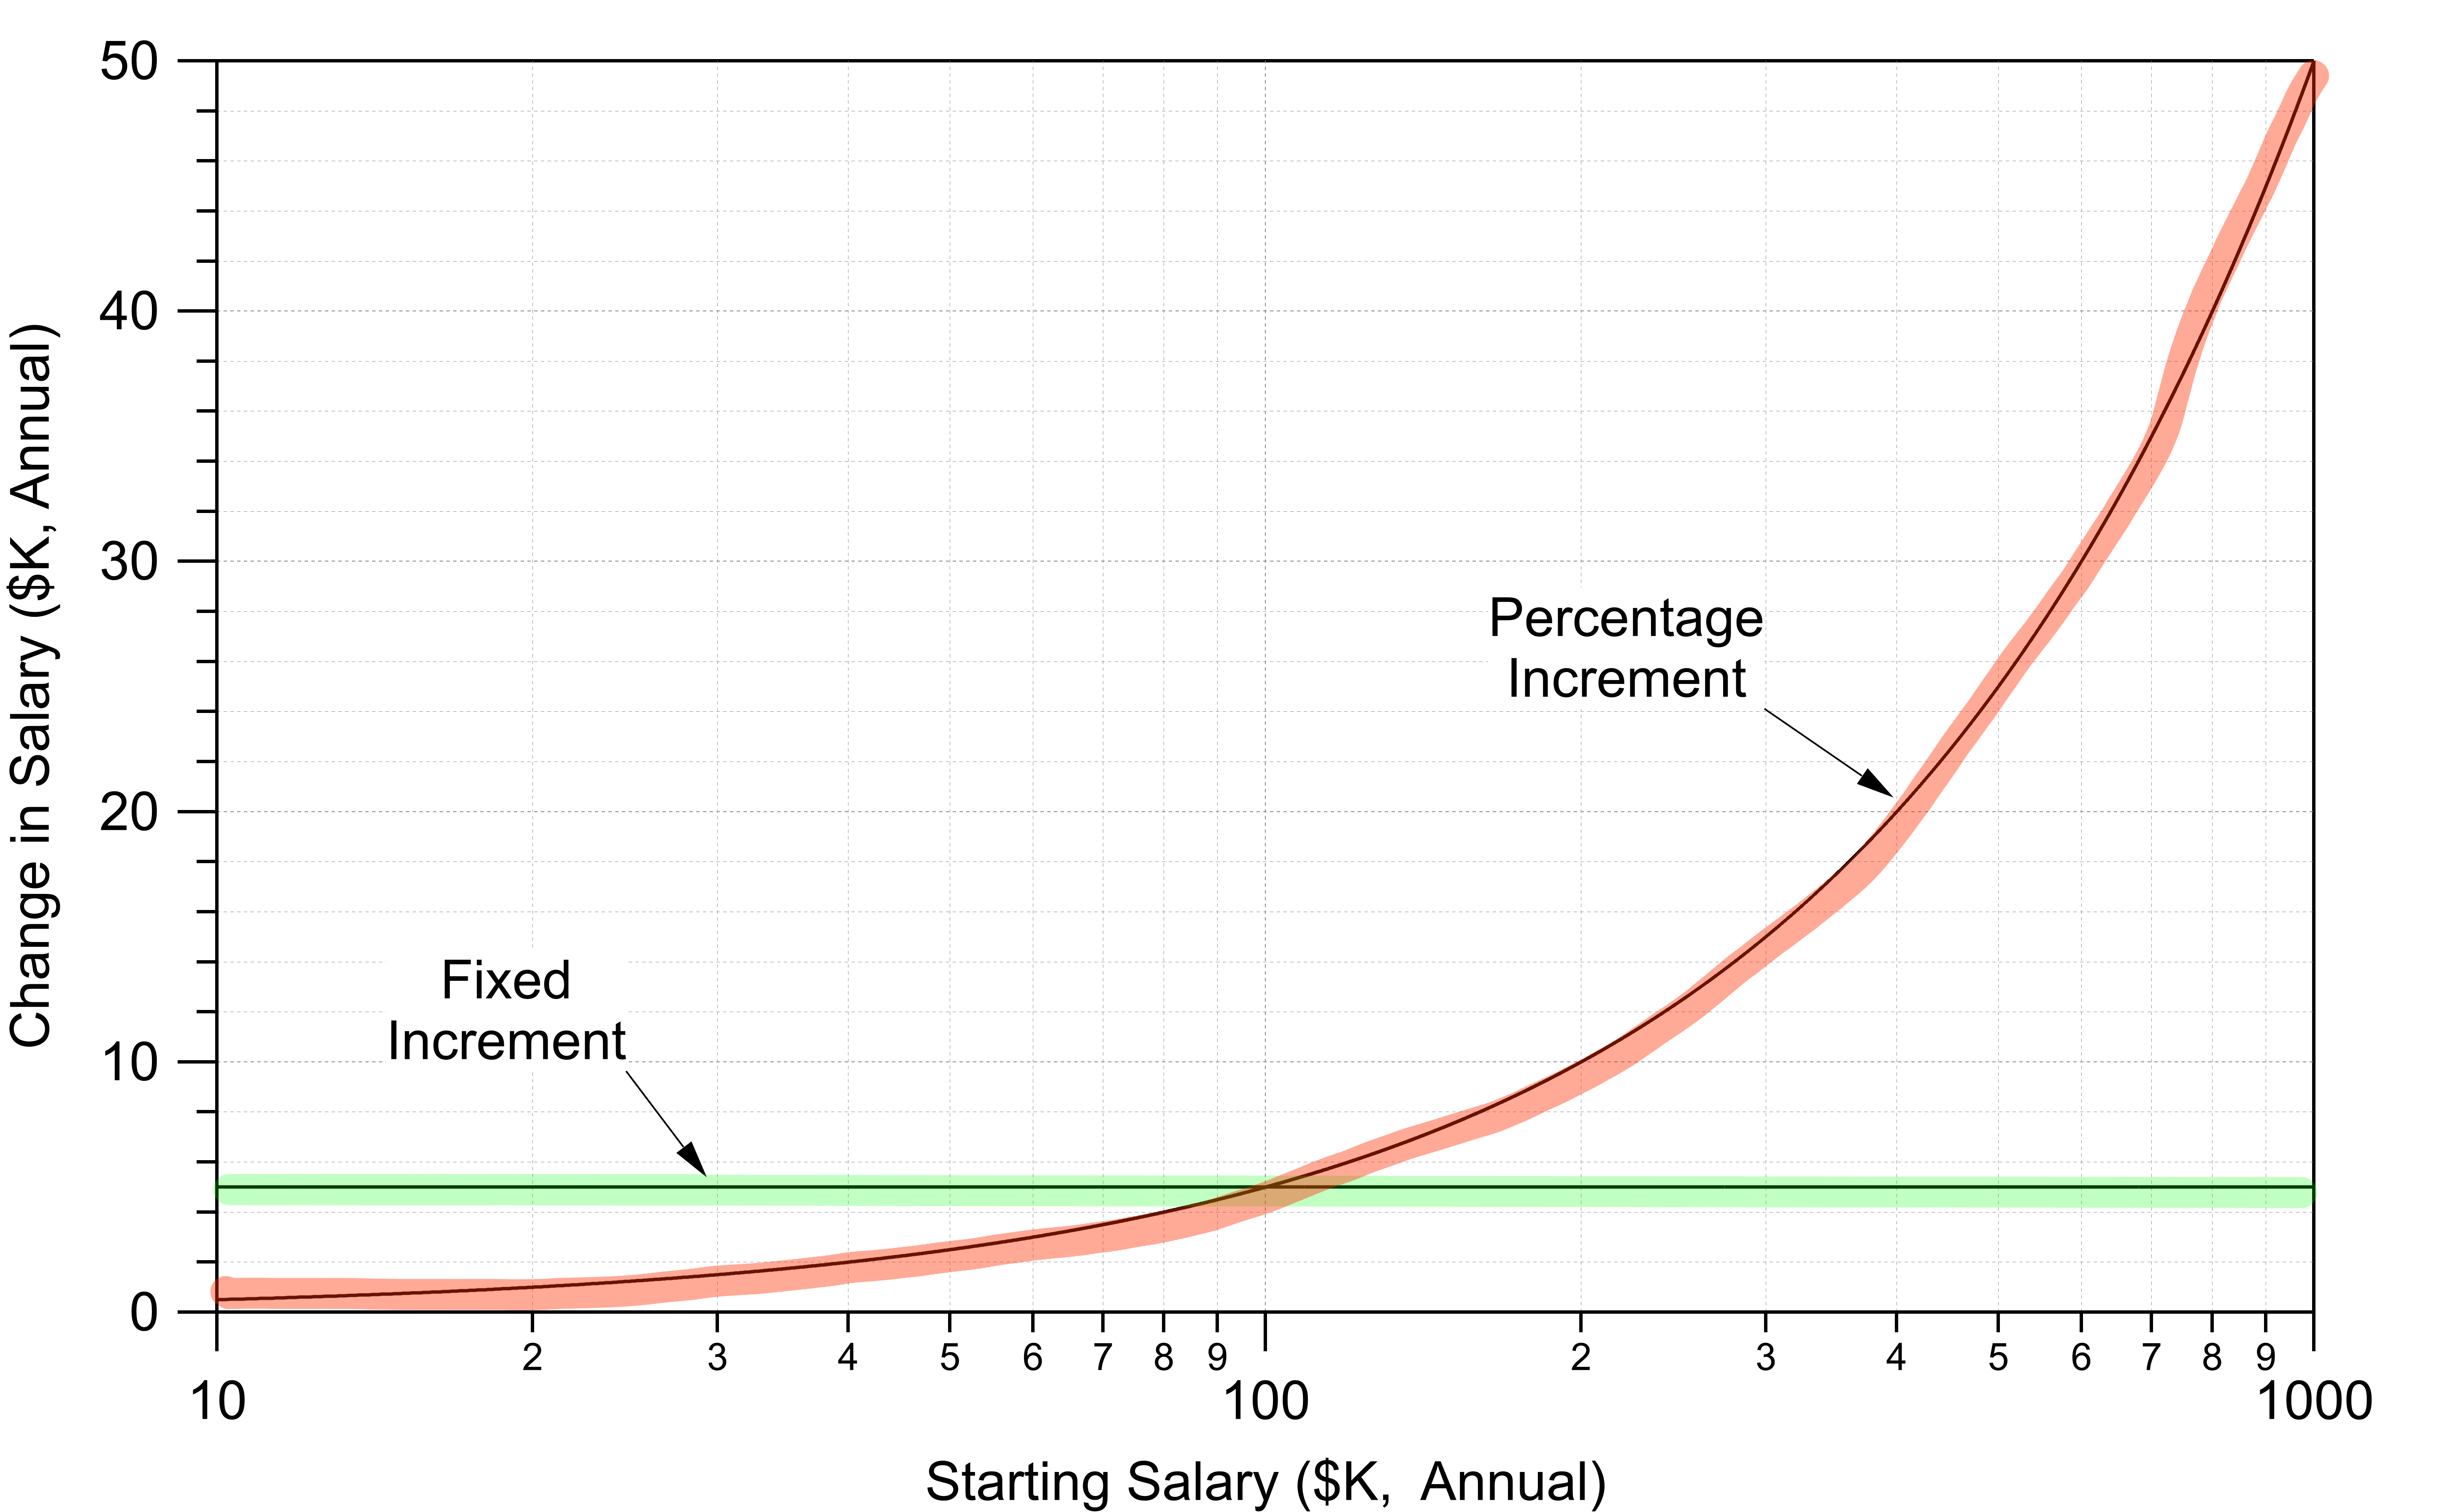 50
40
30
20
10
0
Change in Salary ($K, Annual)
Percentage
Increment
Fixed
Increment
2 3 4 5 6 7 8 9 2 3 4 5 6 7 8 9
10 100 1000
Starting Salary ($K, Annual)